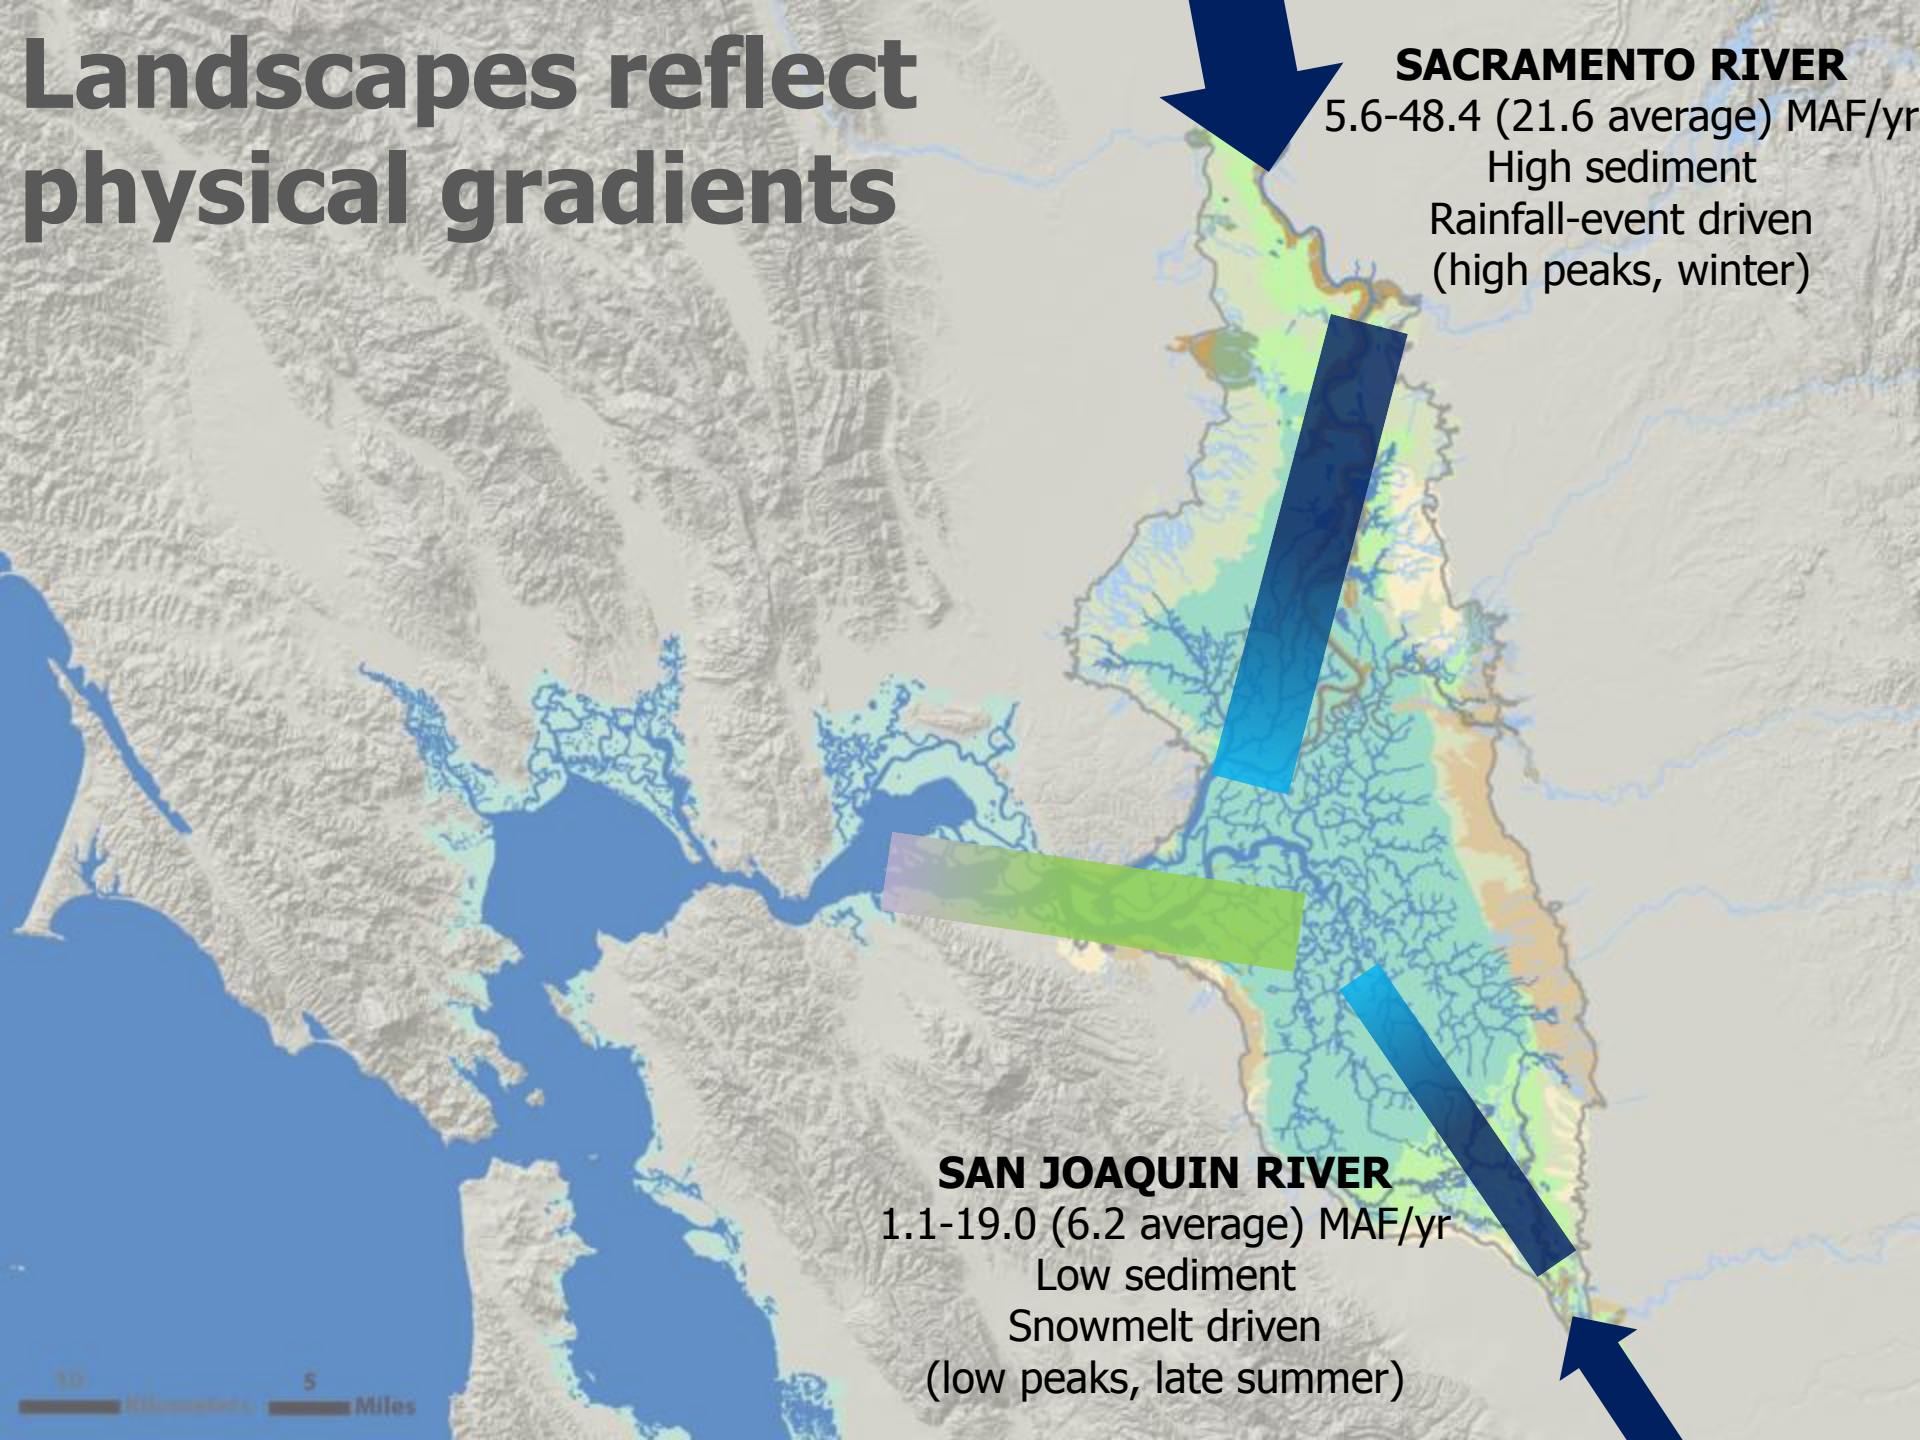 Landscapes reflect
physical gradients
SACRAMENTO RIVER
5.6-48.4 (21.6 average) MAF/yr
High sediment
Rainfall-event driven
(high peaks, winter)
SAN JOAQUIN RIVER
1.1-19.0 (6.2 average) MAF/yr
Low sediment
Snowmelt driven
(low peaks, late summer)
10 Kilometers 5 Miles